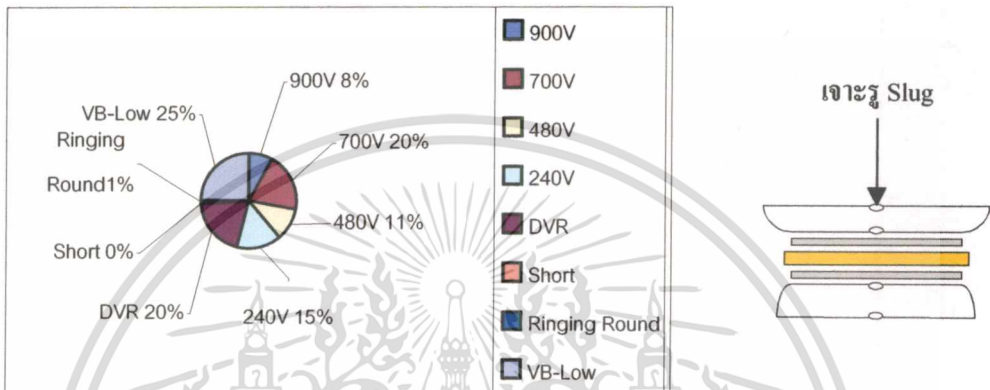 900V 8%
VB-Low 25%
Ringing
Round1%
700V 20%
Short 0%
480V 11%
DVR 20%
240V 15%
900V
700V
480V
240V
DVR
Short
Ringing Round
VB-Low
เจาะรู Slug